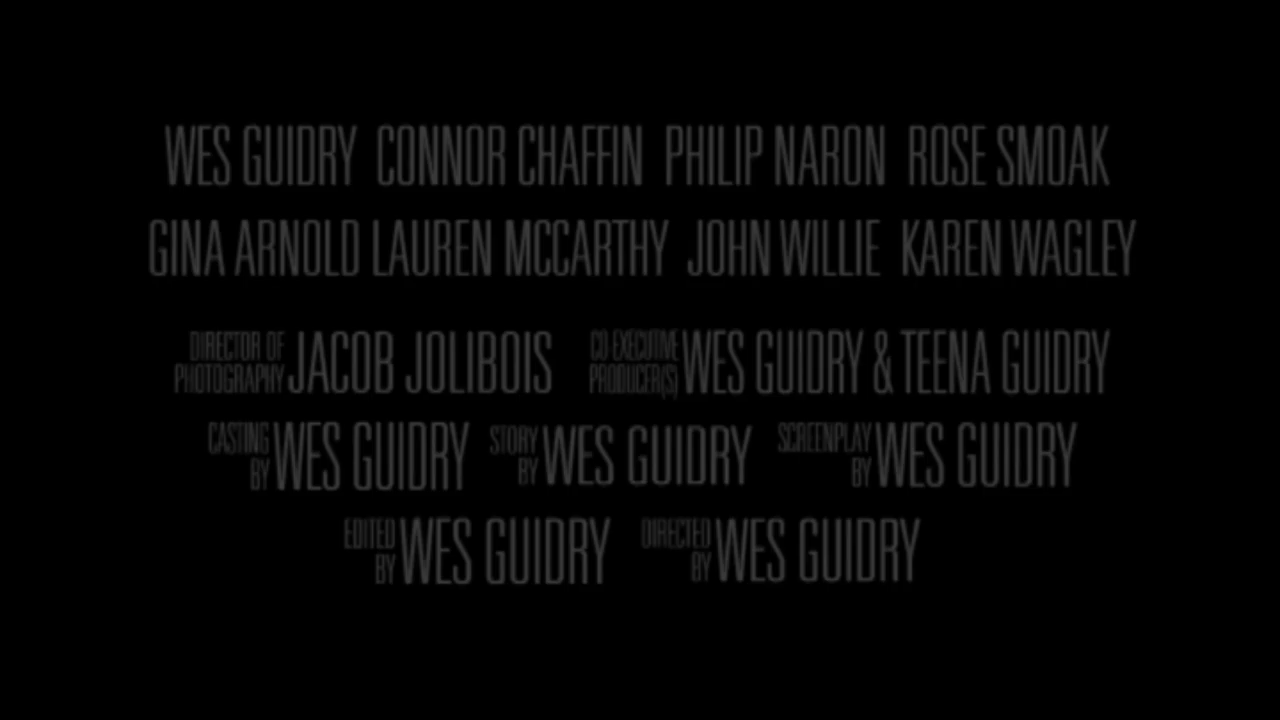 WES GUIDRY CONNOR CHAFFIN PHILIP NARON ROSE SMOAK
GINA ARNOLD LAUREN MCCARTHY JOHN WILLIE KAREN WAGLEY
DIRECTOR OF PHOTOGRAPHY JACOB JOLIBOIS CO-EXECUTIVE PRODUCER(S) WES GUIDRY & TEENA GUIDRY
CASTING BY WES GUIDRY STORY BY WES GUIDRY SCREENPLAY BY WES GUIDRY
EDITED BY WES GUIDRY DIRECTED BY WES GUIDRY